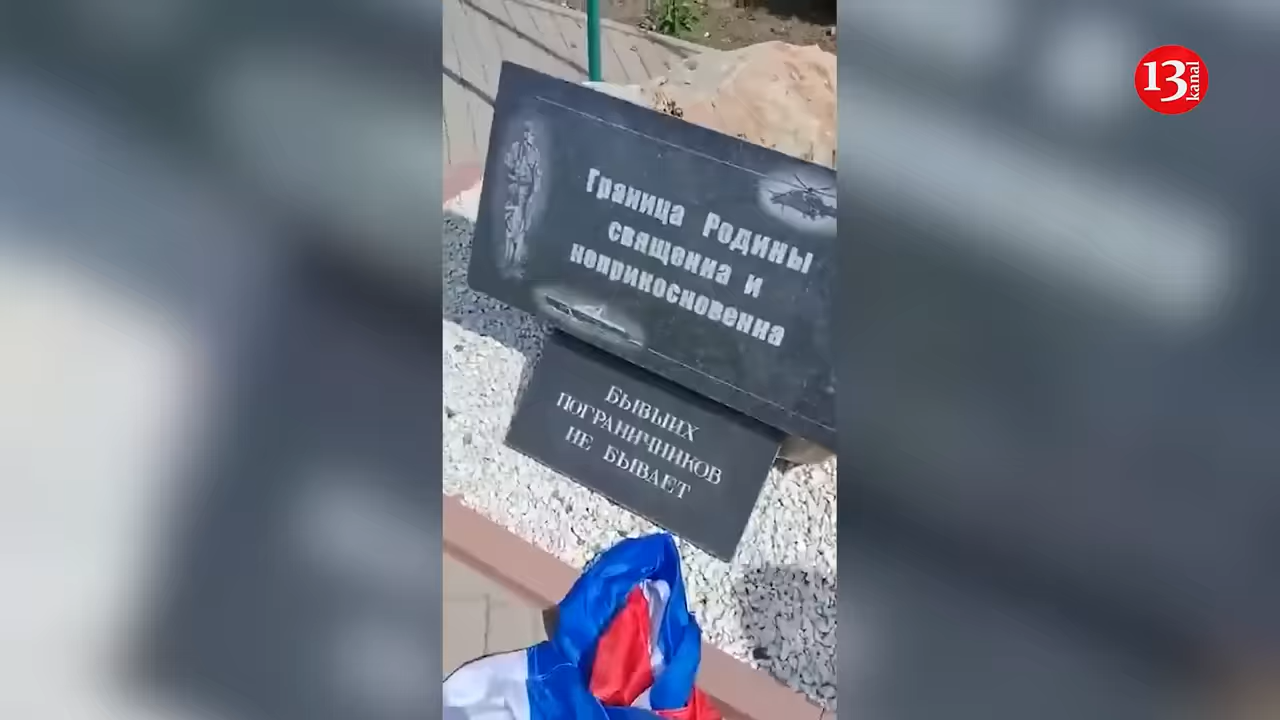 13
kanal
Граница Родины
священна и
неприкосновенна
БЫВШИХ
ПОГРАНИЧНИКОВ
НЕ БЫВАЕТ